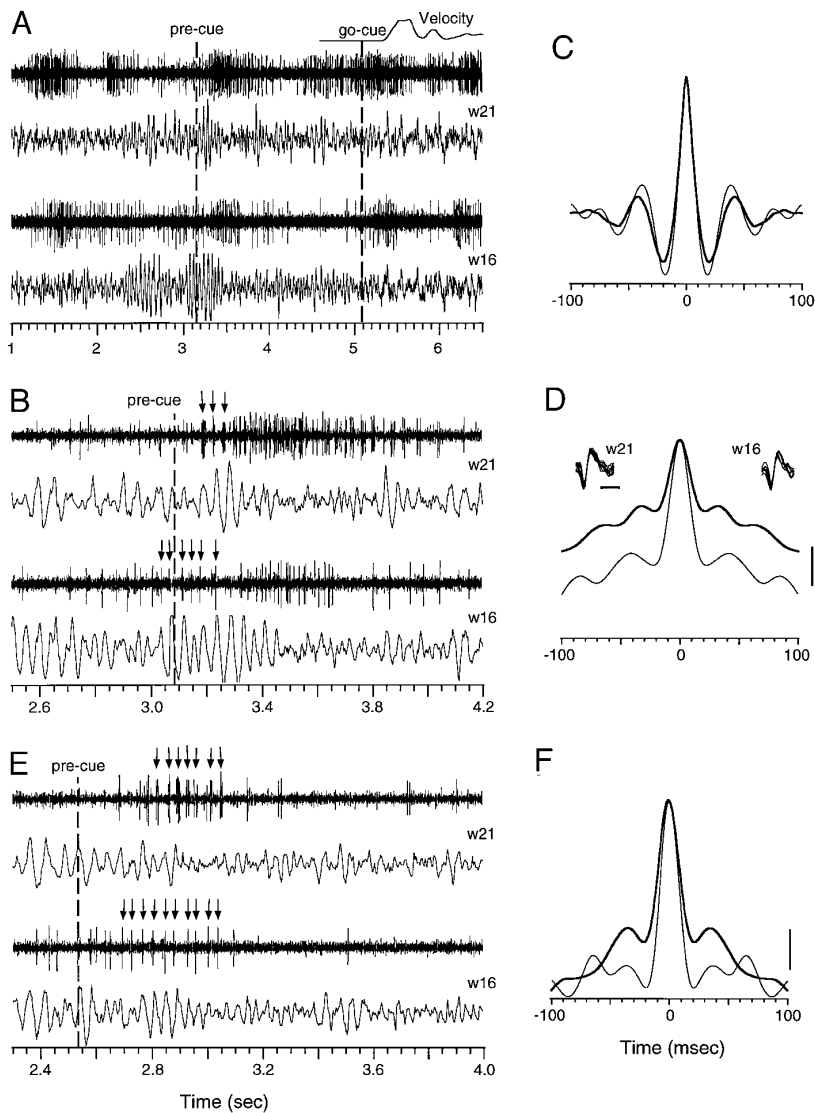 A
pre-cue
go-cue
Velocity
w21
w16
1 2 3 4 5 6
C
-100 0 100
B
pre-cue
w21
w16
2.6 3.0 3.4 3.8 4.2
D
w21 w16
-100 0 100
E
pre-cue
w21
w16
2.4 2.8 3.2 3.6 4.0
Time (sec)
F
-100 0 100
Time (msec)